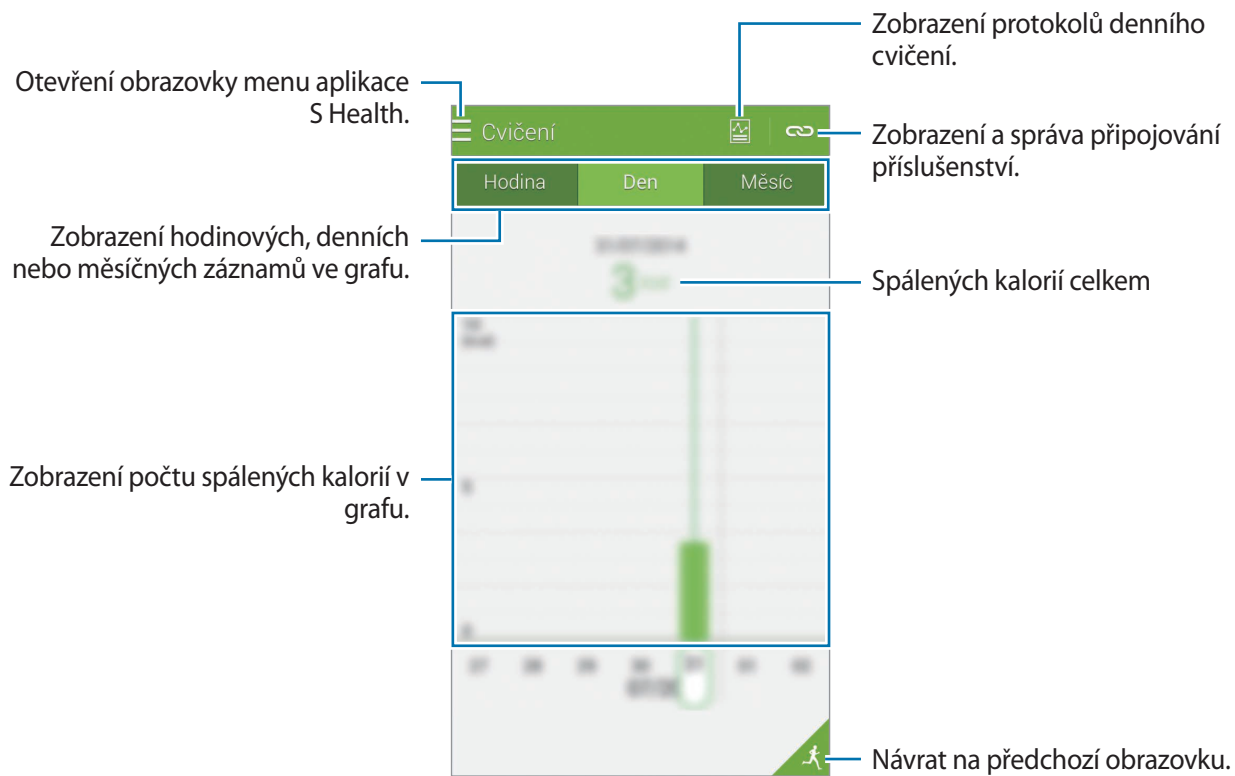 Zobrazení protokolů denního
cvičení.
Otevření obrazovky menu aplikace
S Health.
Cvičení
Zobrazení a správa připojování
příslušenství.
Hodina Den Měsíc
Zobrazení hodinových, denních
nebo měsíčných záznamů ve grafu.
3
Spálených kalorií celkem
Zobrazení počtu spálených kalorií v
grafu.
Návrat na předchozí obrazovku.